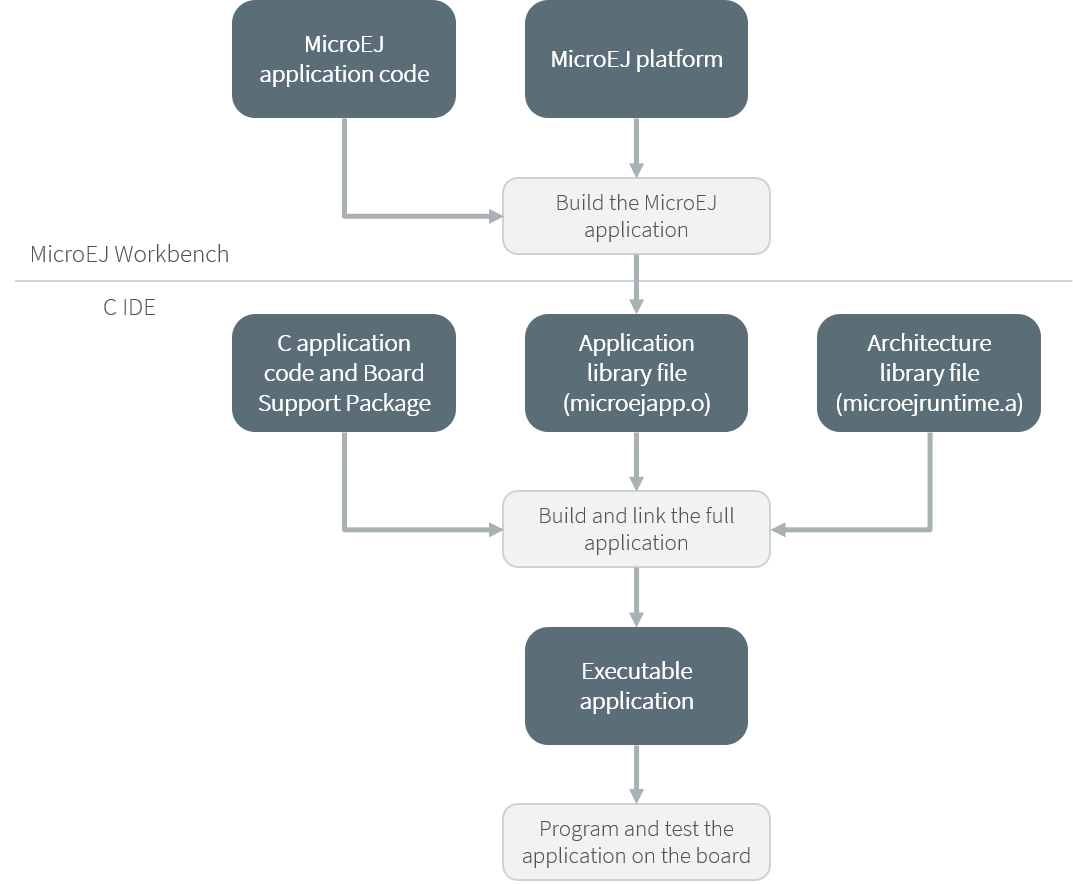 MicroEJ
application code
MicroEJ platform
Build the MicroEJ
application
MicroEJ Workbench
C IDE
C application
code and Board
Support Package
Application
library file
(microejapp.o)
Architecture
library file
(microejruntime.a)
Build and link the full
application
Executable
application
Program and test the
application on the board